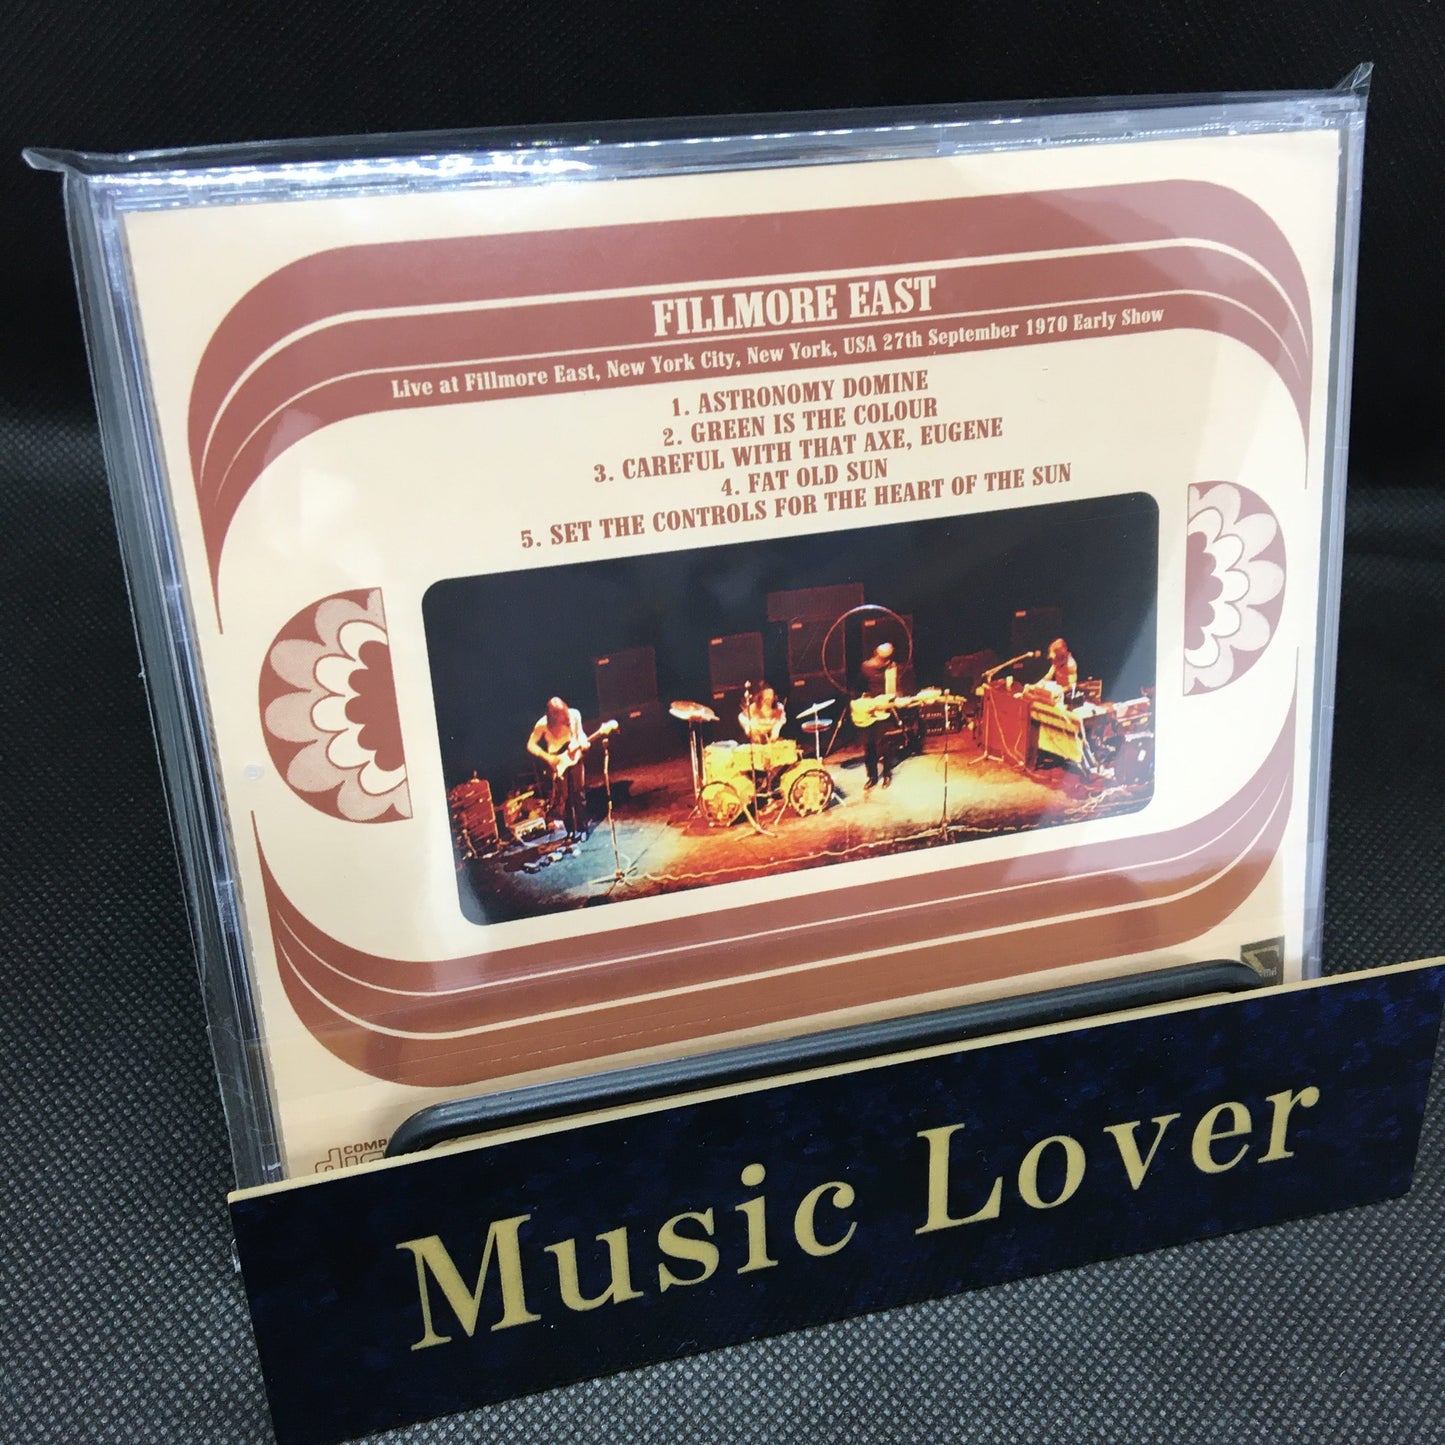 FILLMORE EAST
Live at Fillmore East, New York City, New York, USA 27th September 1970 Early Show
1. ASTRONOMY DOMINE
2. GREEN IS THE COLOUR
3. CAREFUL WITH THAT AXE, EUGENE
4. FAT OLD SUN
5. SET THE CONTROLS FOR THE HEART OF THE SUN
Music Lover